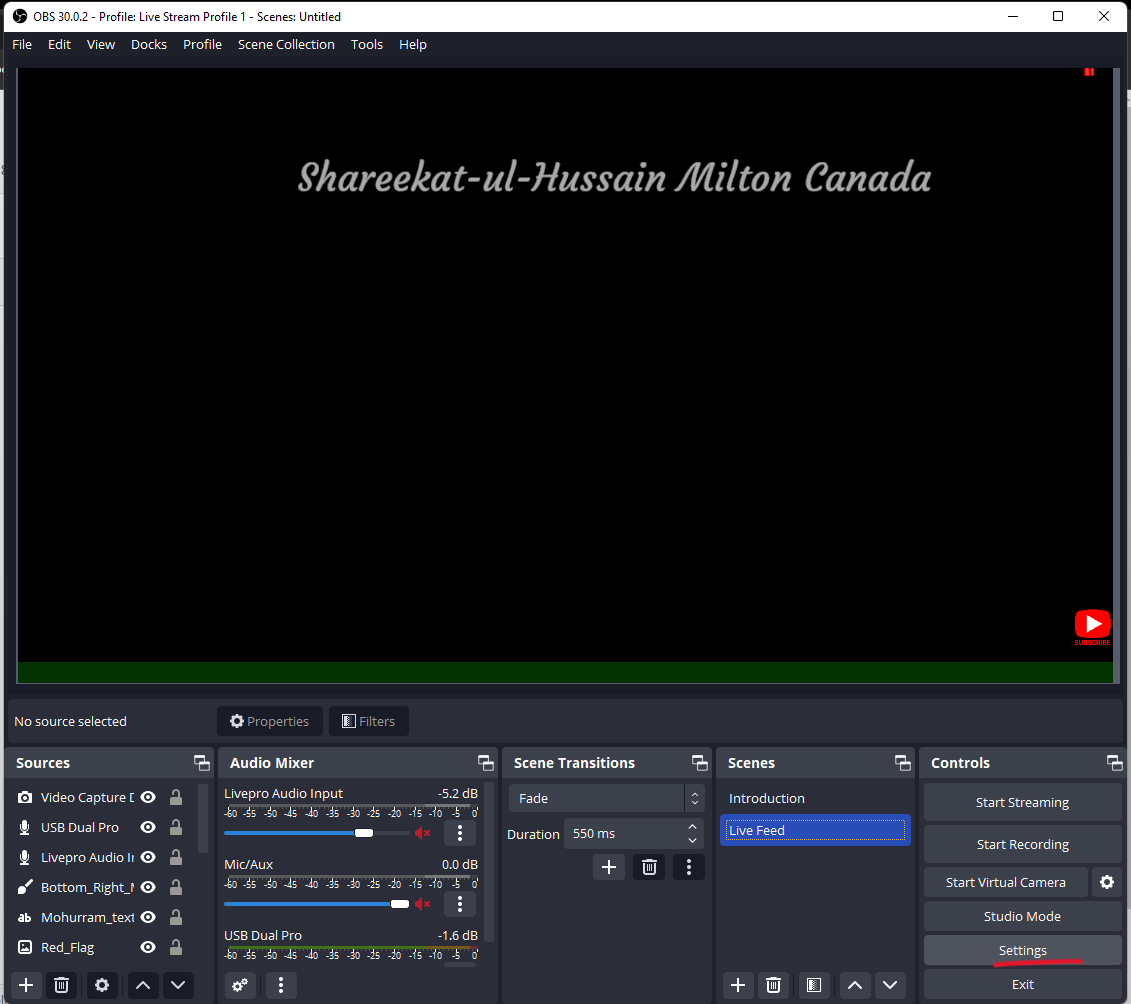 OBS 30.0.2 - Profile: Live Stream Profile 1 - Scenes: Untitled
File Edit View Docks Profile Scene Collection Tools Help
Shareekat-ul-Hussain Milton Canada
SUBSCRIBE
No source selected
Properties
Filters
Sources
Video Capture D
USB Dual Pro
Livepro Audio In
Bottom_Right_M
ab Mohurram_text
Red_Flag
Audio Mixer
Livepro Audio Input -5.2 dB
-60 -55 -50 -45 -40 -35 -30 -25 -20 -15 -10 -5 0
Mic/Aux 0.0 dB
-60 -55 -50 -45 -40 -35 -30 -25 -20 -15 -10 -5 0
USB Dual Pro -1.6 dB
-60 -55 -50 -45 -40 -35 -30 -25 -20 -15 -10 -5 0
Scene Transitions
Fade
Duration 550 ms
Scenes
Introduction
Live Feed
Controls
Start Streaming
Start Recording
Start Virtual Camera
Studio Mode
Settings
Exit